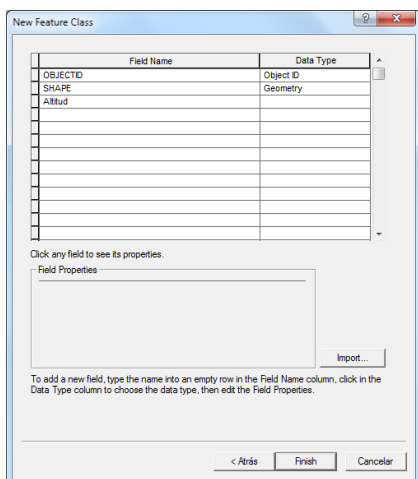 New Feature Class
Field Name Data Type
OBJECTID Object ID
SHAPE Geometry
Altitud
Click any field to see its properties.
Field Properties
Import...
To add a new field, type the name into an empty row in the Field Name column, click in the
Data Type column to choose the data type, then edit the Field Properties.
< Atrás Finish Cancelar